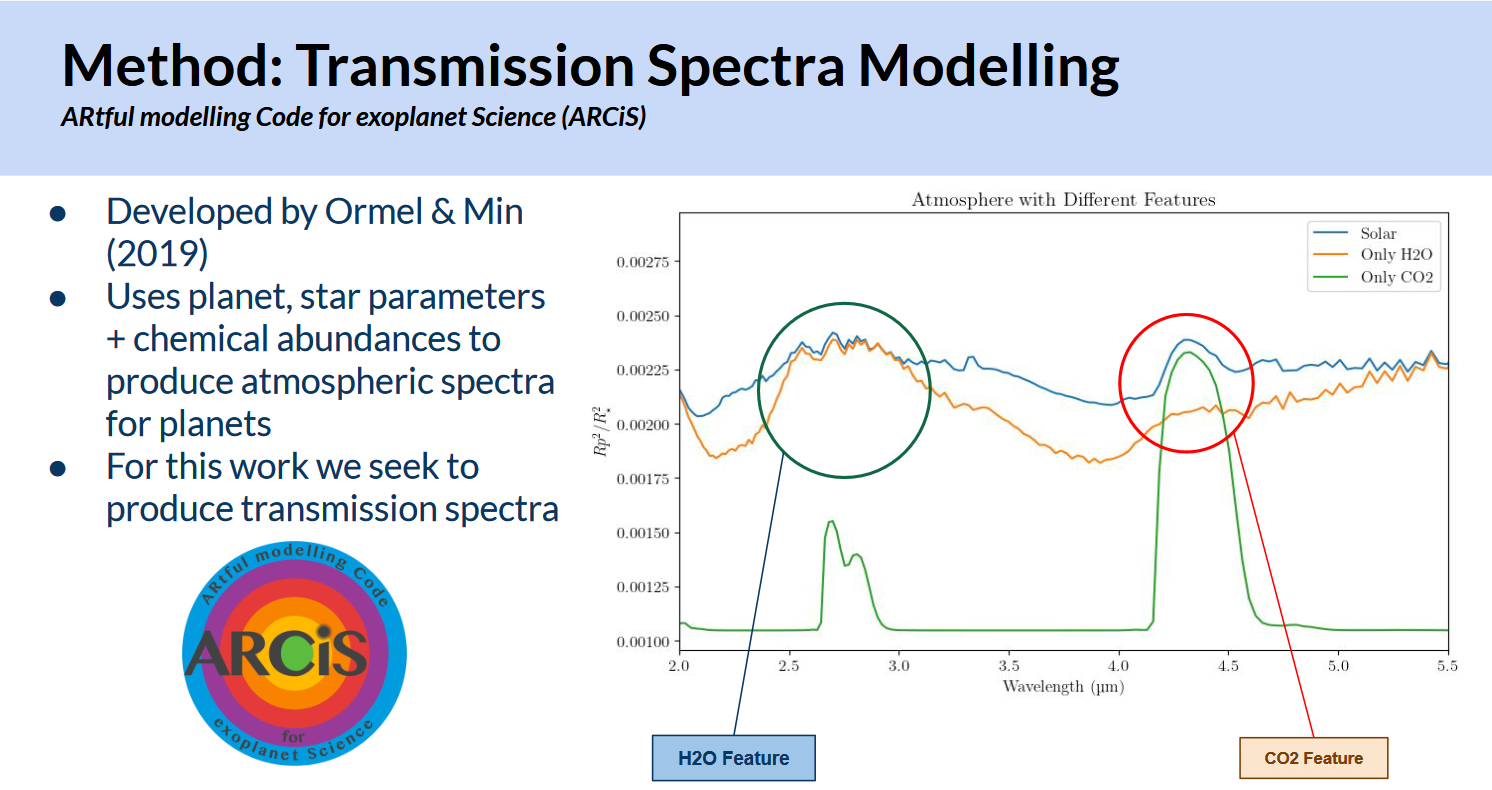 Method: Transmission Spectra Modelling
ARtful modelling Code for exoplanet Science (ARCiS)
● Developed by Ormel & Min
(2019)
● Uses planet, star parameters
+ chemical abundances to
produce atmospheric spectra
for planets
● For this work we seek to
produce transmission spectra
ARtful modelling Code
ARCiS
for
exoplanet Science
Atmosphere with Different Features
Solar
Only H2O
Only CO2
0.00275
0.00250
0.00225
0.00200
0.00175
0.00150
0.00125
0.00100
Rp²/R⋆²
2.0 2.5 3.0 3.5 4.0 4.5 5.0 5.5
Wavelength (µm)
H2O Feature
CO2 Feature